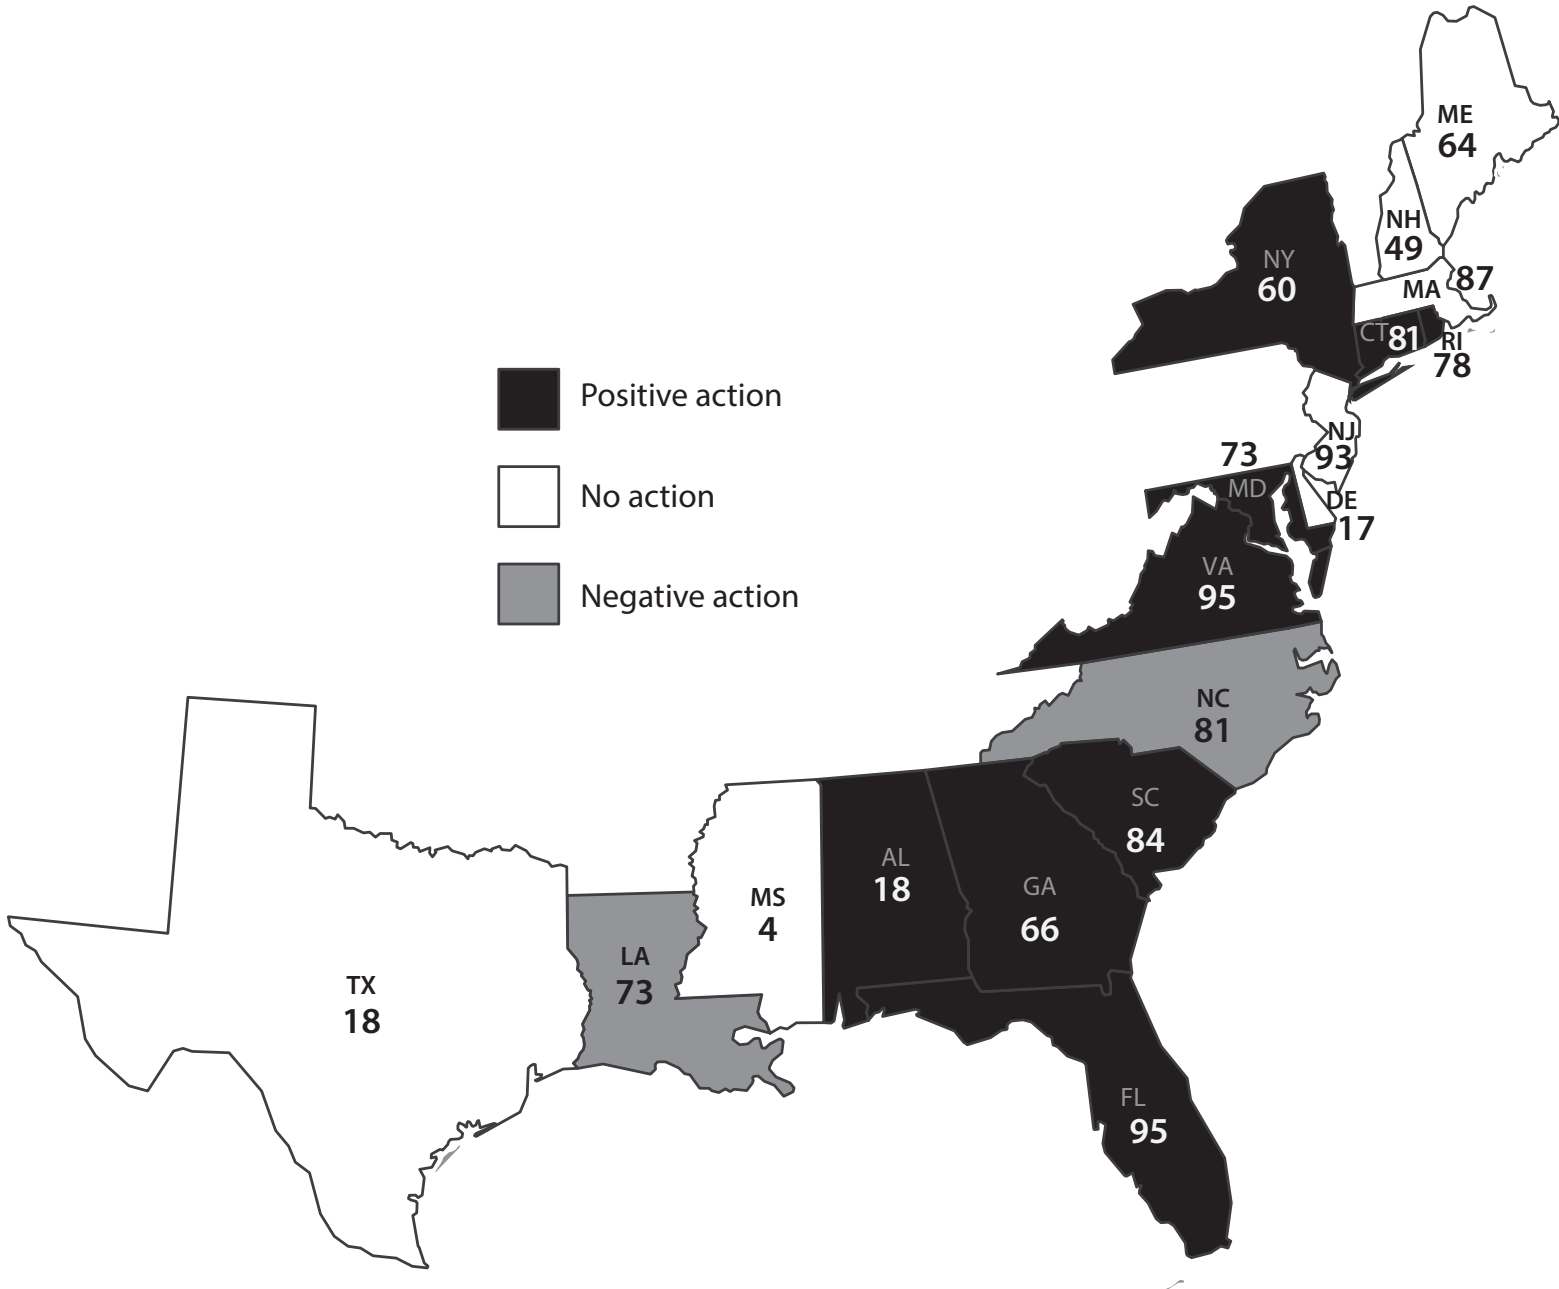 ME
64
NH
49
87
MA
NY
60
CT 81
RI
78
Positive action
NJ
93
73
MD
DE
17
No action
VA
95
Negative action
NC
81
SC
84
AL
18
GA
66
MS
4
LA
73
TX
18
FL
95